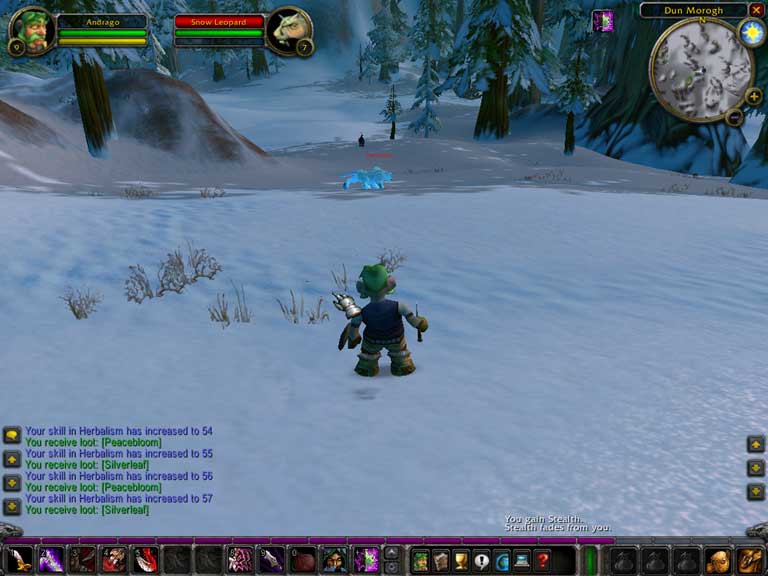 Andrago
9
Snow Leopard
7
Dun Morogh
N
Your skill in Herbalism has increased to 54
You receive loot: [Peacebloom]
Your skill in Herbalism has increased to 55
You receive loot: [Silverleaf]
Your skill in Herbalism has increased to 56
You receive loot: [Peacebloom]
Your skill in Herbalism has increased to 57
You receive loot: [Silverleaf]
You gain Stealth.
Stealth fades from you.